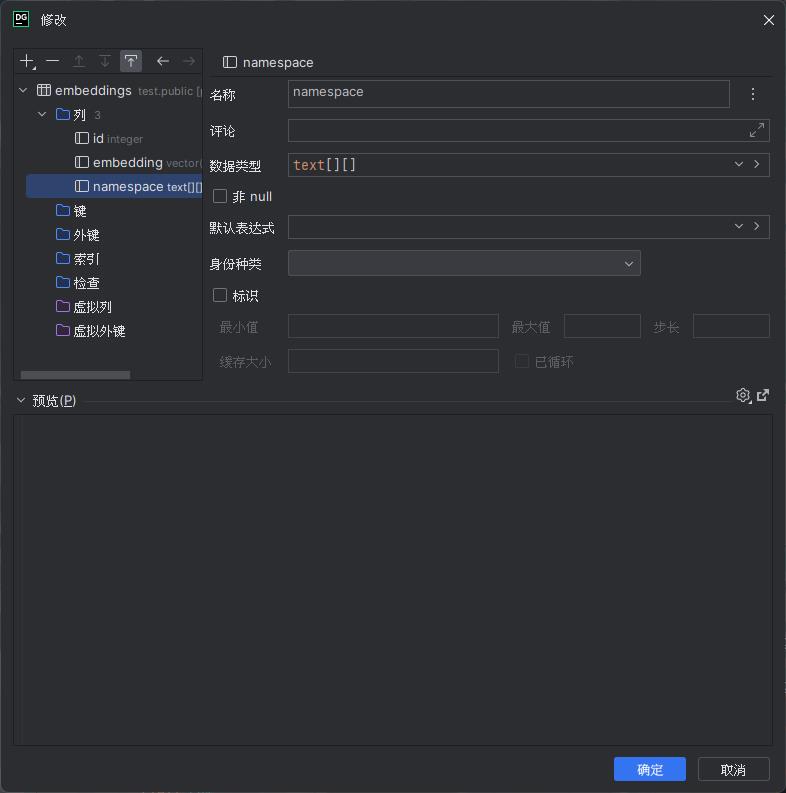 DG 修改
embeddings test.public [
列 3
id integer
embedding vector(
namespace text[][]
键
外键
索引
检查
虚拟列
虚拟外键
namespace
名称 namespace
评论
数据类型 text[][]
非 null
默认表达式
身份种类
标识
最小值 最大值 步长
缓存大小 已循环
预览(P)
确定 取消